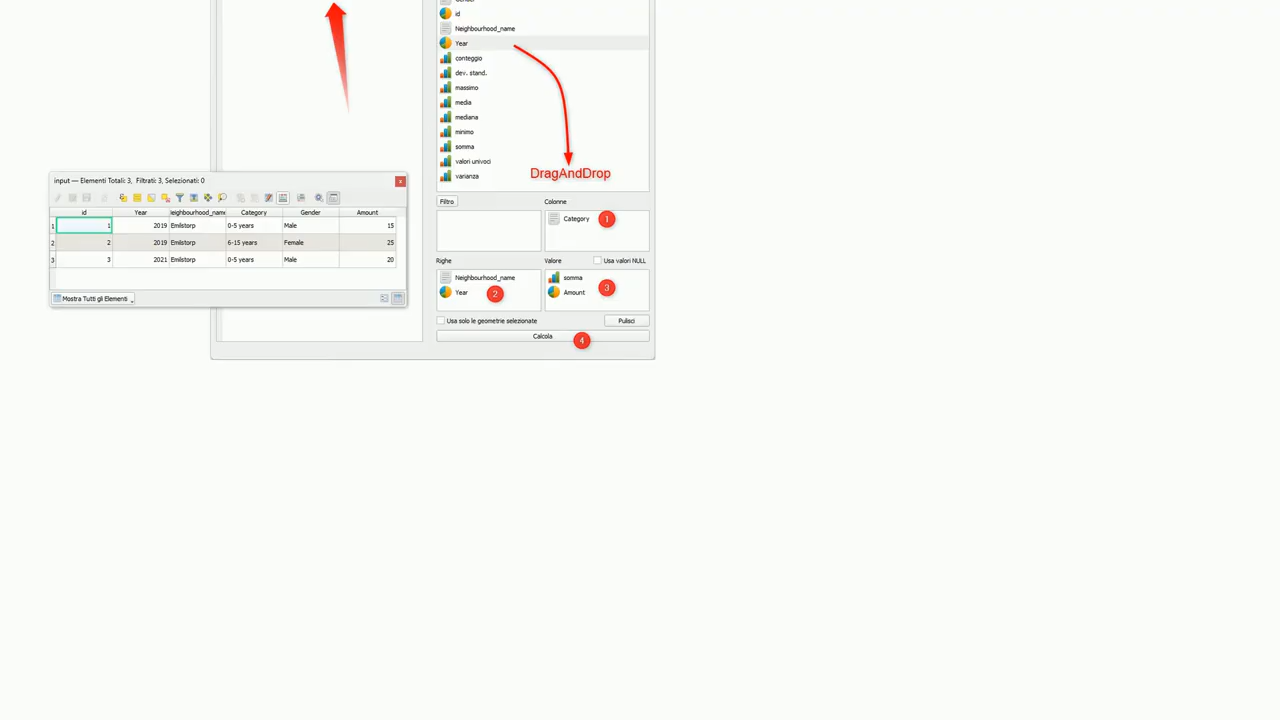 id
Neighbourhood_name
Year
conteggio
dev. stand.
massimo
media
mediana
minimo
somma
valori univoci
varianza
DragAndDrop
input — Elementi Totali: 3, Filtrati: 3, Selezionati: 0
id Year eighbourhood_name Category Gender Amount
1 1 2019 Emilstorp 0-5 years Male 15
2 2 2019 Emilstorp 6-15 years Female 25
3 3 2021 Emilstorp 0-5 years Male 20
Mostra Tutti gli Elementi
Filtro
Colonne
Category 1
Righe
Valore
Usa valori NULL
Neighbourhood_name
Year 2
somma
Amount 3
Usa solo le geometrie selezionate
Pulisci
Calcola 4